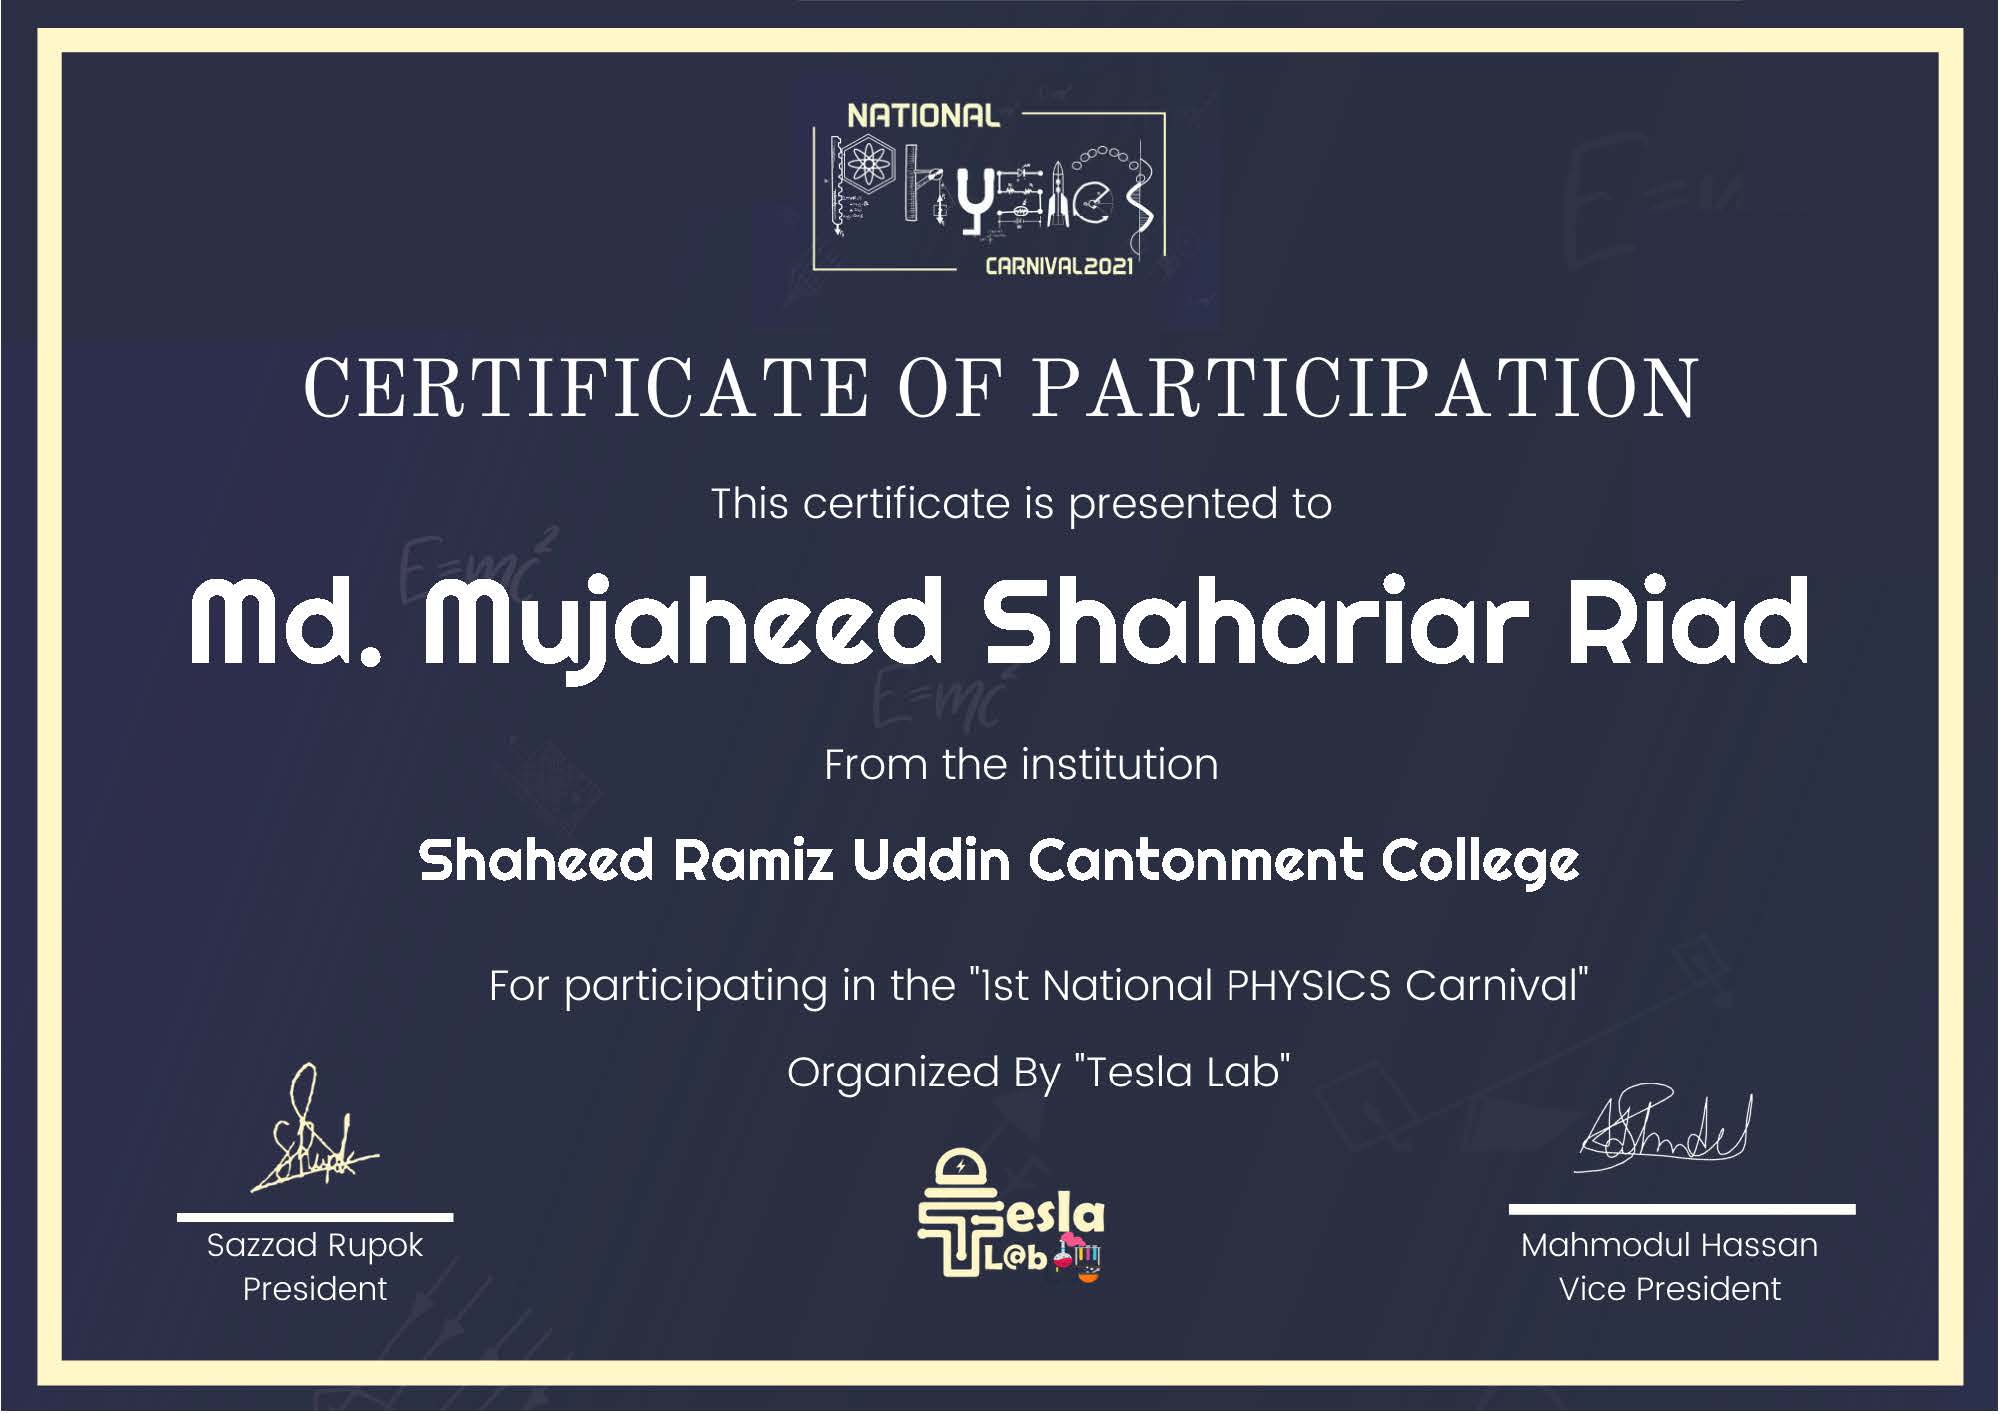 NATIONAL
Physics
CARNIVAL2021
CERTIFICATE OF PARTICIPATION
This certificate is presented to
E=mc²
Md. Mujaheed Shahariar Riad
E=mc²
From the institution
Shaheed Ramiz Uddin Cantonment College
For participating in the "1st National PHYSICS Carnival"
Organized By "Tesla Lab"
Tesla
L@b
Sazzad Rupok
President
Mahmodul Hassan
Vice President